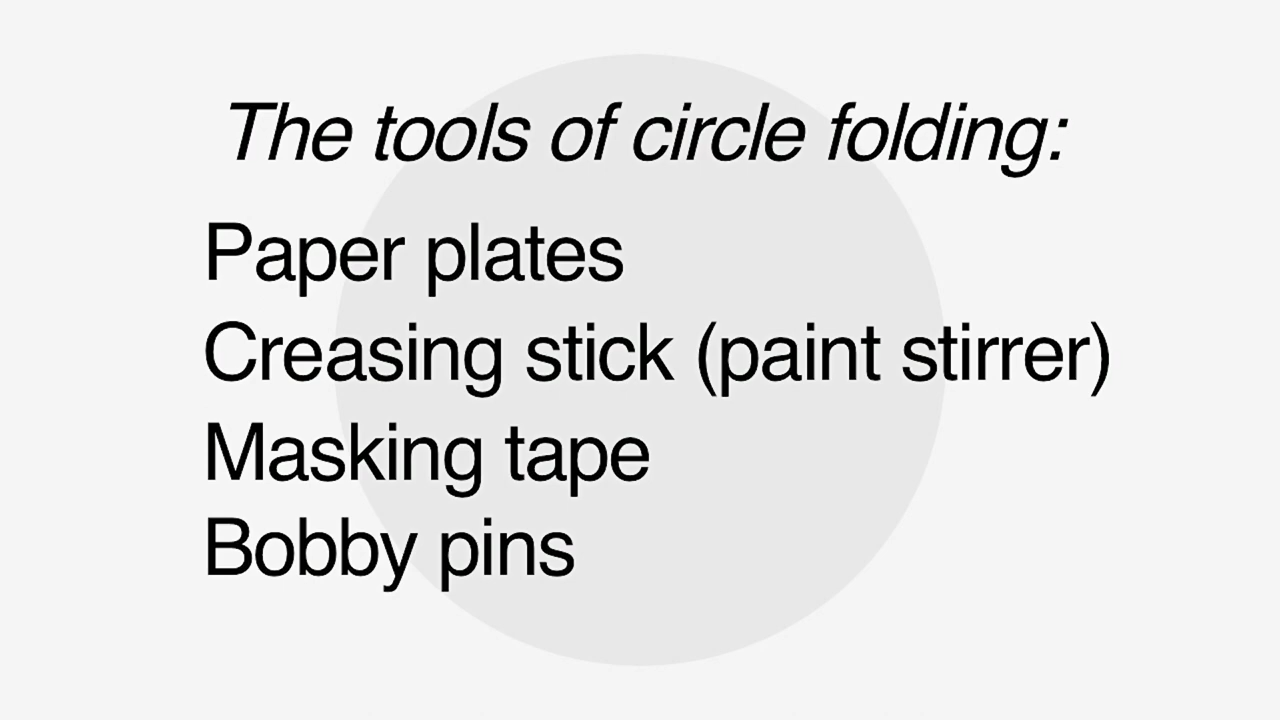 The tools of circle folding:
Paper plates
Creasing stick (paint stirrer)
Masking tape
Bobby pins